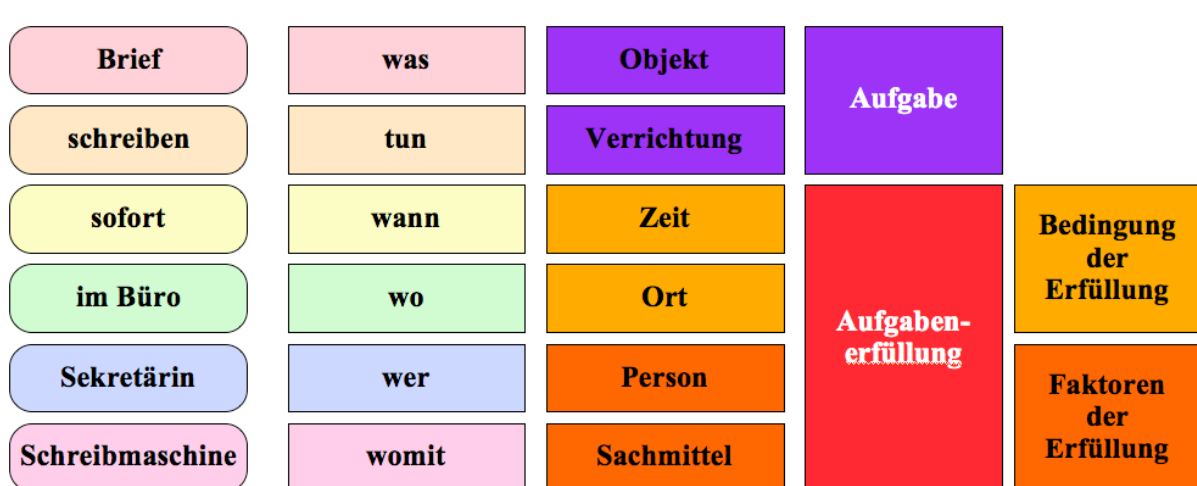 Brief
was
Objekt
Aufgabe
schreiben
tun
Verrichtung
sofort
wann
Zeit
Bedingung
der
Erfüllung
im Büro
wo
Ort
Aufgaben-
erfüllung
Sekretärin
wer
Person
Faktoren
der
Erfüllung
Schreibmaschine
womit
Sachmittel